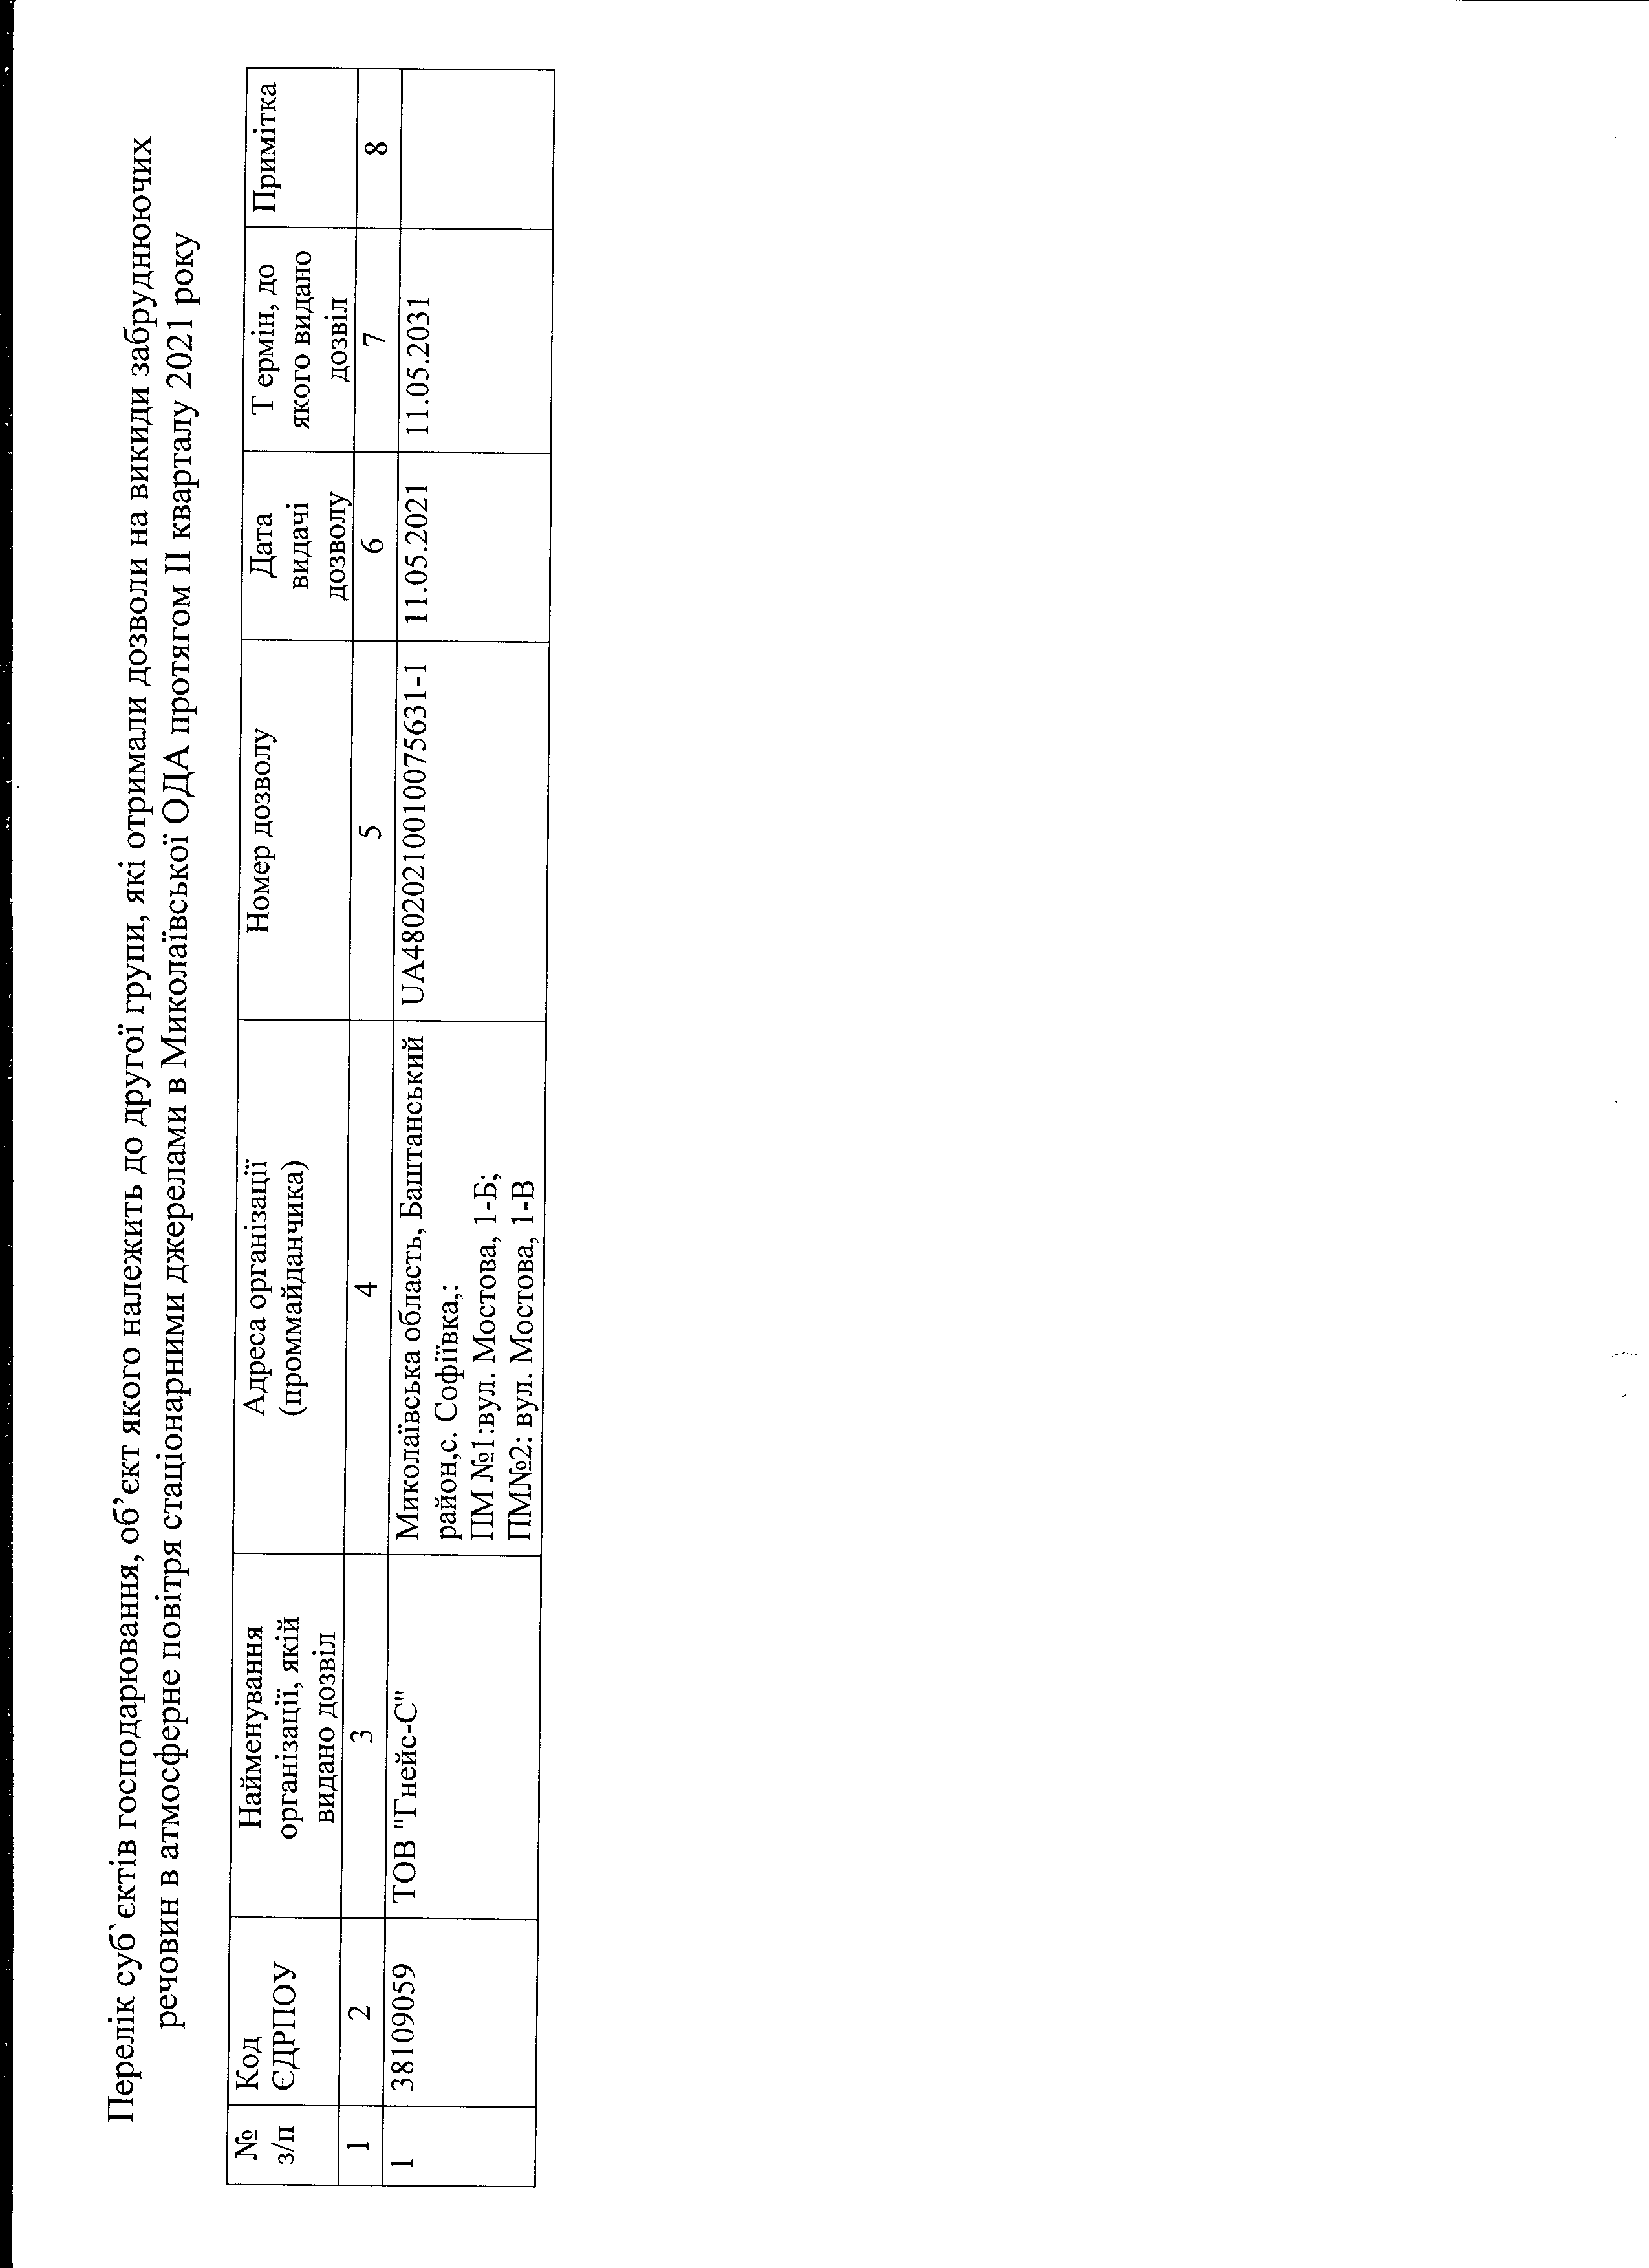 Перелік суб`єктів господарювання, об’єкт якого належить до другої групи, які отримали дозволи на викиди забруднюючих
речовин в атмосферне повітря стаціонарними джерелами в Миколаївської ОДА протягом ІІ кварталу 2021 року
№
з/п
Код
ЄДРПОУ
Найменування
організації, якій
видано дозвіл
Адреса організації
(проммайданчика)
Номер дозволу
Дата
видачі
дозволу
Т ермін, до
якого видано
дозвіл
Примітка
1
2
3
4
5
6
7
8
1
38109059
ТОВ "Гнейс-С"
Миколаївська область, Баштанський
район,с. Софіївка,:
ПМ №1:вул. Мостова, 1-Б;
ПМ№2: вул. Мостова, 1-В
UA48020210010075631-1
11.05.2021
11.05.2031